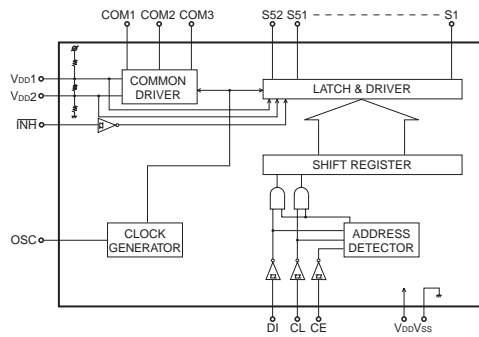 COM1 COM2 COM3 S52 S51 S1
VDD1
VDD2
COMMON
DRIVER
LATCH & DRIVER
INH
SHIFT REGISTER
OSC
CLOCK
GENERATOR
ADDRESS
DETECTOR
DI CL CE VDD VSS